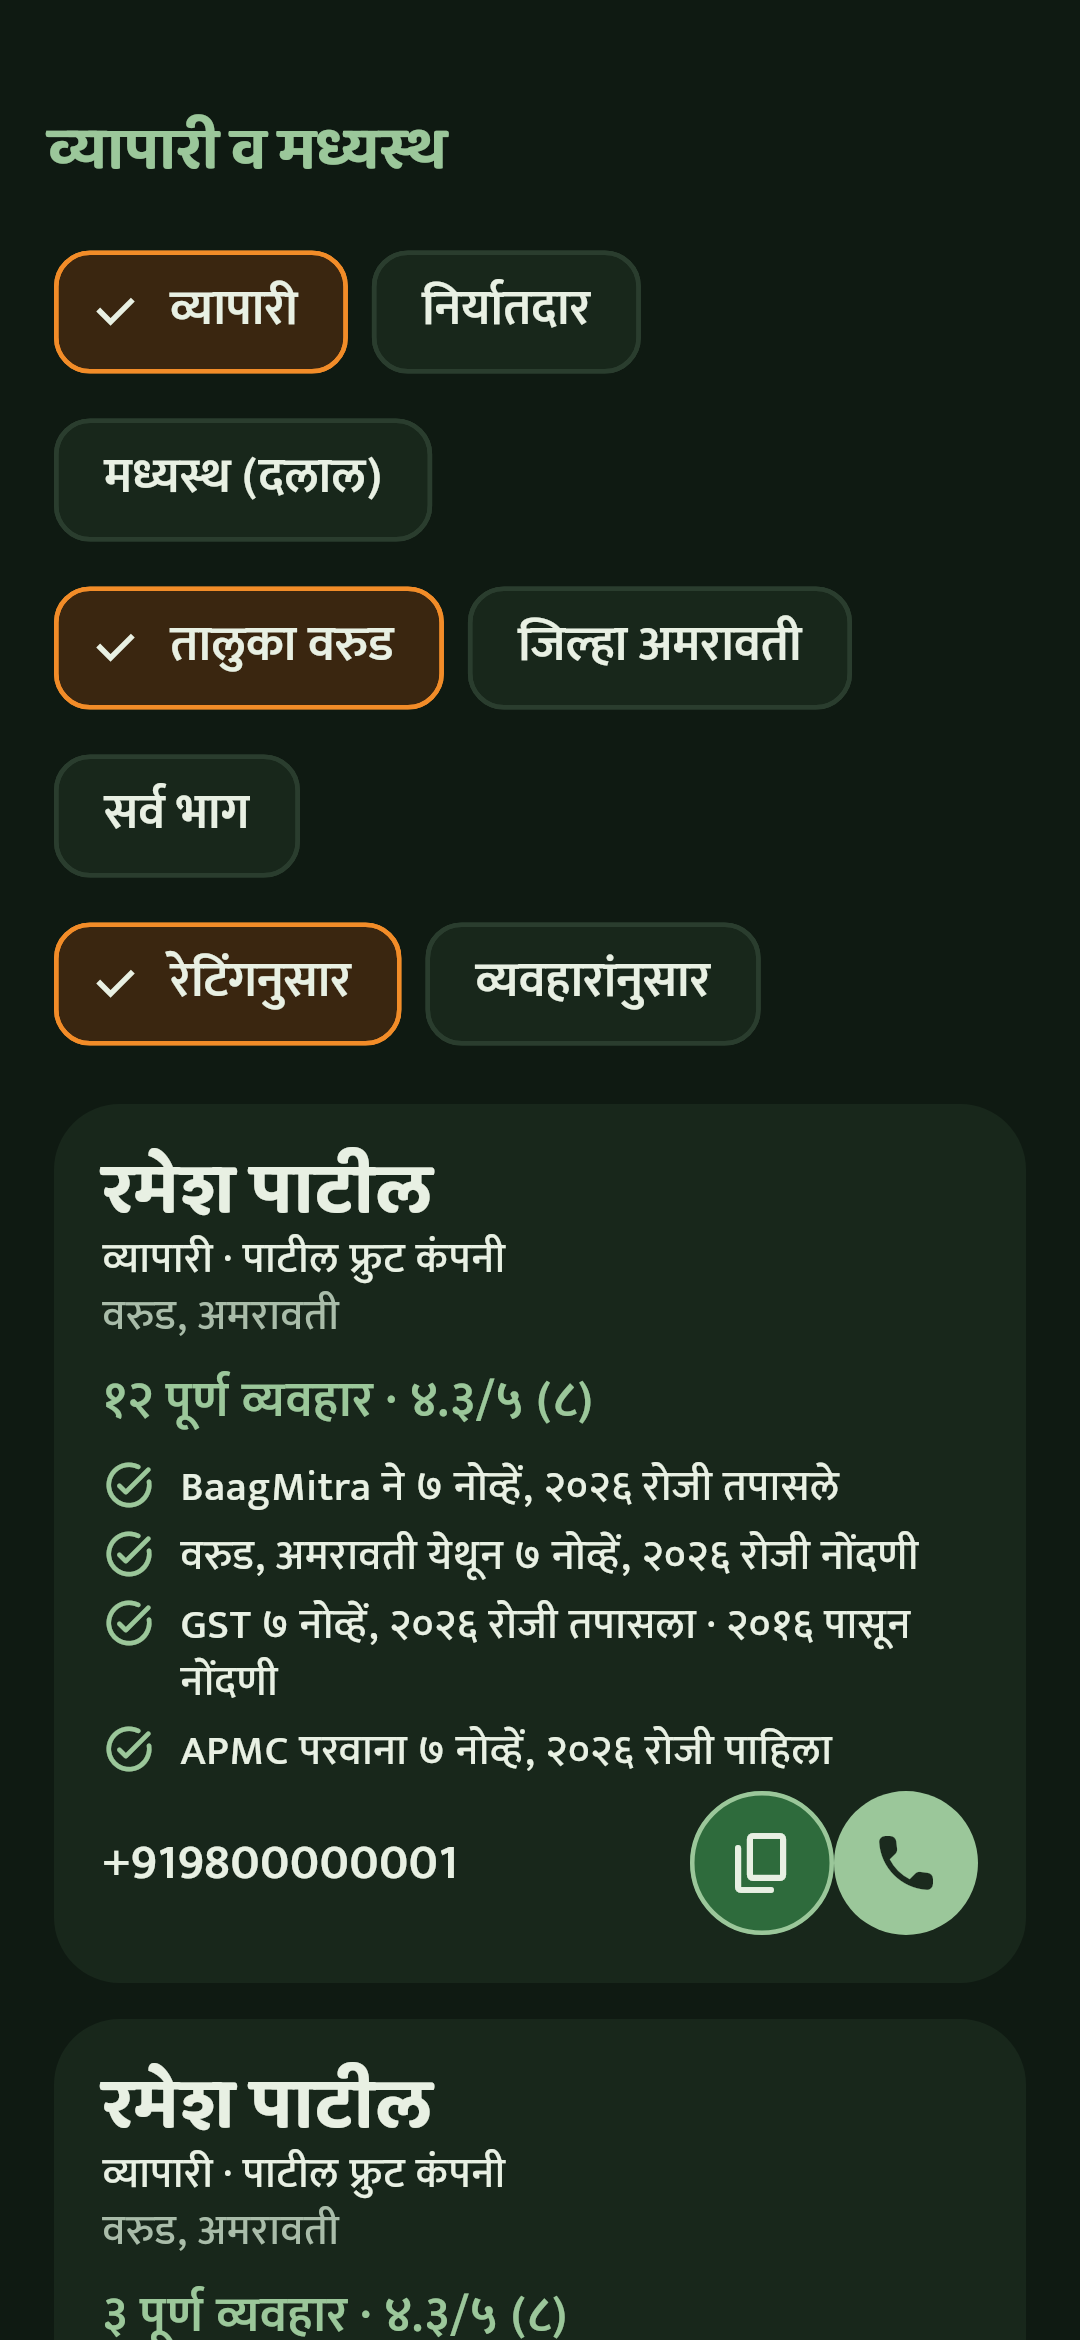 व्यापारी व मध्यस्थ
व्यापारी
निर्यातदार
मध्यस्थ (दलाल)
तालुका वरुड
जिल्हा अमरावती
सर्व भाग
रेटिंगनुसार
व्यवहारांनुसार
रमेश पाटील
व्यापारी · पाटील फ्रुट कंपनी
वरुड, अमरावती
१२ पूर्ण व्यवहार · ४.३/५ (८)
BaagMitra ने ७ नोव्हें, २०२६ रोजी तपासले
वरुड, अमरावती येथून ७ नोव्हें, २०२६ रोजी नोंदणी
GST ७ नोव्हें, २०२६ रोजी तपासला · २०१६ पासून
नोंदणी
APMC परवाना ७ नोव्हें, २०२६ रोजी पाहिला
+919800000001
रमेश पाटील
व्यापारी · पाटील फ्रुट कंपनी
वरुड, अमरावती
३ पूर्ण व्यवहार · ४.३/५ (८)